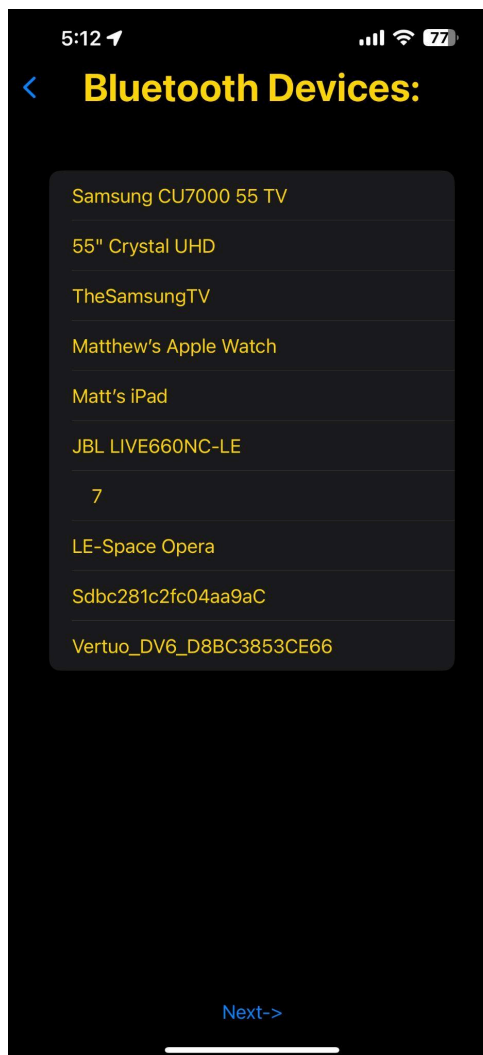 5:12
77
Bluetooth Devices:
Samsung CU7000 55 TV
55" Crystal UHD
TheSamsungTV
Matthew’s Apple Watch
Matt’s iPad
JBL LIVE660NC-LE
7
LE-Space Opera
Sdbc281c2fc04aa9aC
Vertuo_DV6_D8BC3853CE66
Next->